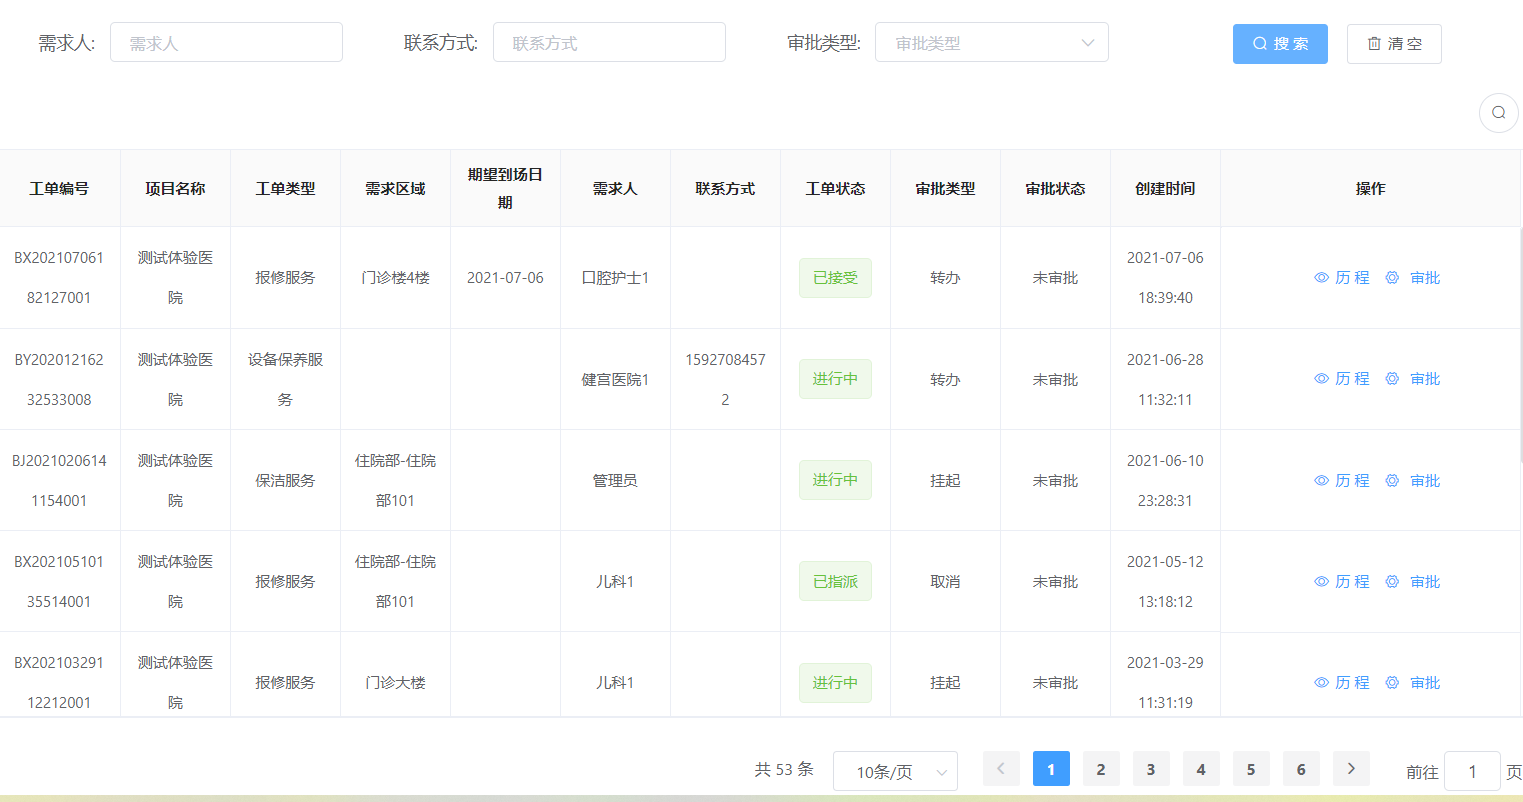 需求人: 需求人 联系方式: 联系方式 审批类型: 审批类型 搜 索 清 空
工单编号 项目名称 工单类型 需求区域 期望到场日期 需求人 联系方式 工单状态 审批类型 审批状态 创建时间 操作
BX202107061 测试体验医 2021-07-06
报修服务 门诊楼4楼 2021-07-06 口腔护士1 已接受 转办 未审批 历 程 审批
82127001 院 18:39:40
BY202012162 测试体验医 设备保养服 1592708457 2021-06-28
健宫医院1 进行中 转办 未审批 历 程 审批
32533008 院 务 2 11:32:11
BJ2021020614 测试体验医 住院部-住院 2021-06-10
保洁服务 管理员 进行中 挂起 未审批 历 程 审批
1154001 院 部101 23:28:31
BX202105101 测试体验医 住院部-住院 2021-05-12
报修服务 儿科1 已指派 取消 未审批 历 程 审批
35514001 院 部101 13:18:12
BX202103291 测试体验医 2021-03-29
报修服务 门诊大楼 儿科1 进行中 挂起 未审批 历 程 审批
12212001 院 11:31:19
共 53 条 10条/页 1 2 3 4 5 6 前往 1 页